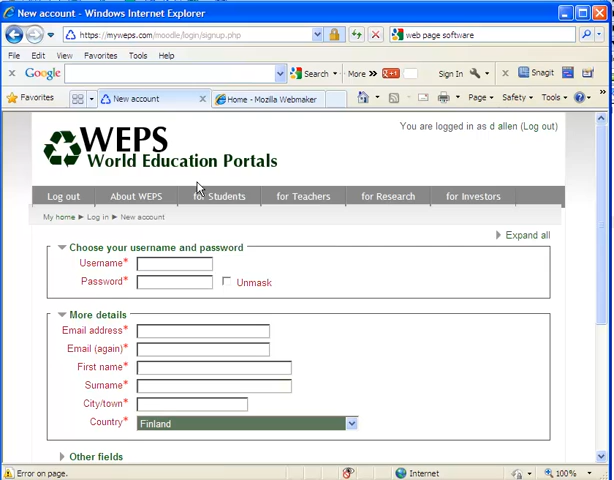 New account - Windows Internet Explorer
https://myweps.com/moodle/login/signup.php
web page software
File Edit View Favorites Tools Help
Google Search More » Sign In Snagit
Favorites New account Home - Mozilla Webmaker Page Safety Tools
You are logged in as d allen (Log out)
WEPS
World Education Portals
Log out About WEPS for Students for Teachers for Research for Investors
My home ► Log in ► New account
Expand all
Choose your username and password
Username*
Password* Unmask
More details
Email address*
Email (again)*
First name*
Surname*
City/town*
Country* Finland
Other fields
Error on page. Internet 100%